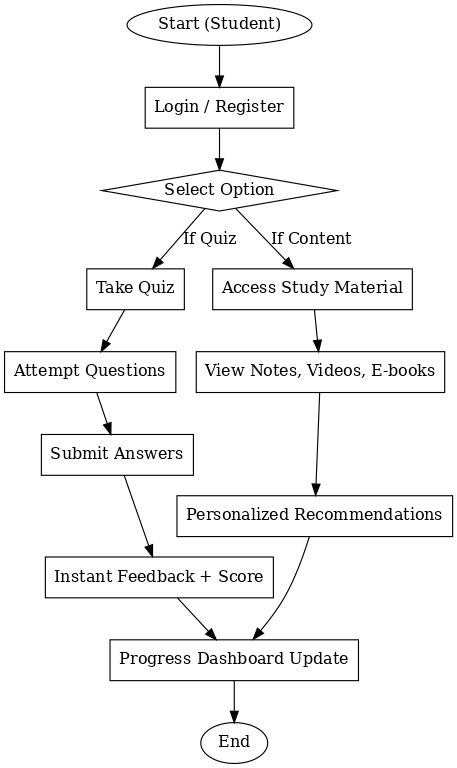 Start (Student)
Login / Register
Select Option
If Quiz
If Content
Take Quiz
Access Study Material
Attempt Questions
View Notes, Videos, E-books
Submit Answers
Personalized Recommendations
Instant Feedback + Score
Progress Dashboard Update
End